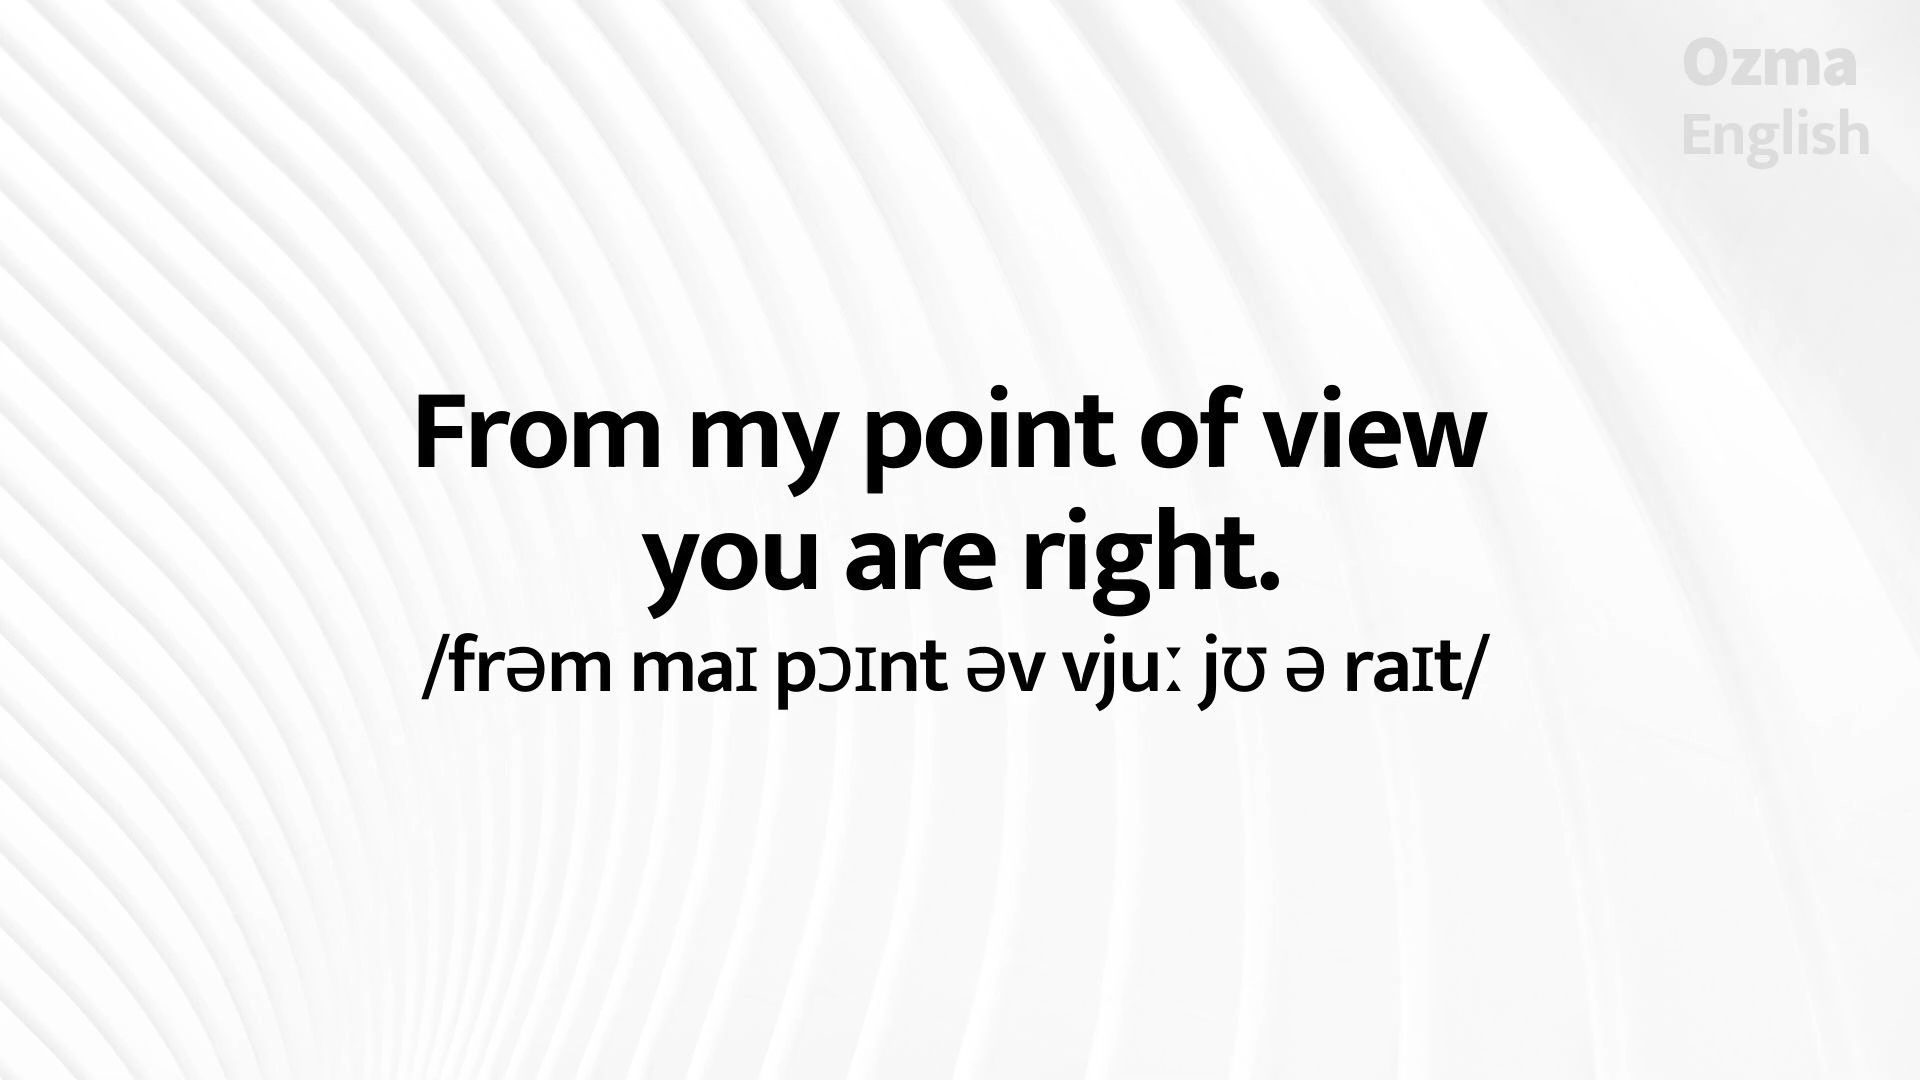 Ozma
English
From my point of view
you are right.
/frəm maɪ pɔɪnt əv vjuː jʊ ə raɪt/